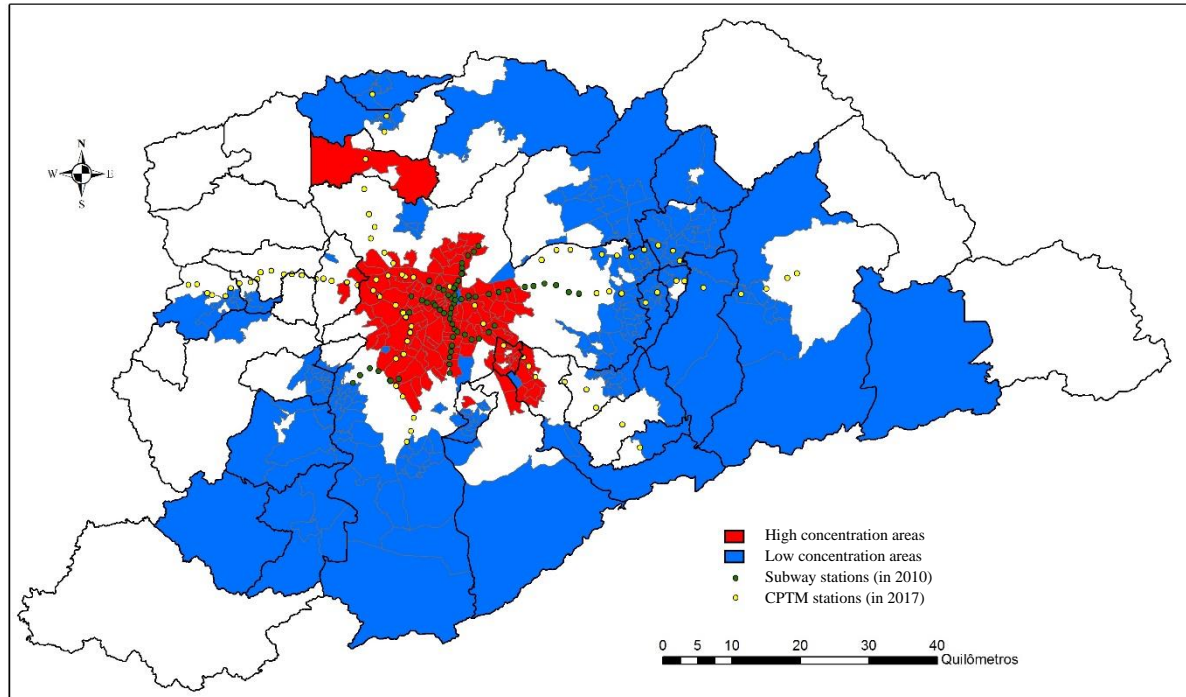 N
W E
S
High concentration areas
Low concentration areas
Subway stations (in 2010)
CPTM stations (in 2017)
0 5 10 20 30 40
Quilômetros